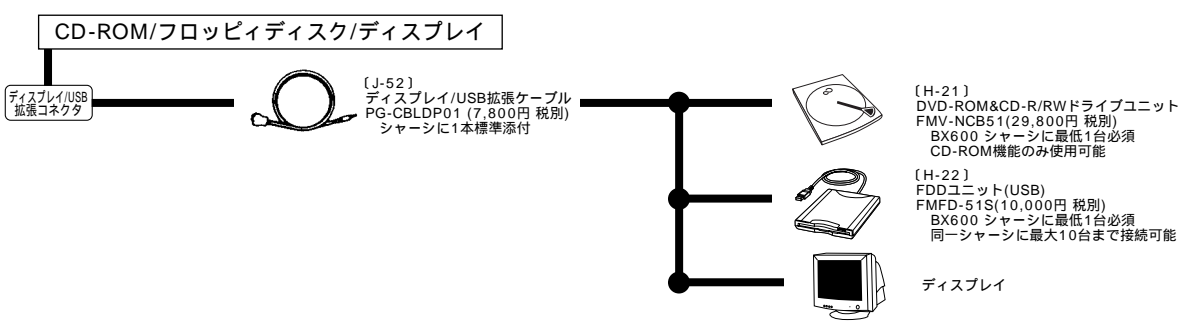 CD-ROM/フロッピィディスク/ディスプレイ
ディスプレイ/USB
拡張コネクタ
〔J-52〕
ディスプレイ/USB拡張ケーブル
PG-CBLDP01 (7,800円 税別)
シャーシに1本標準添付
〔H-21〕
DVD-ROM&CD-R/RWドライブユニット
FMV-NCB51(29,800円 税別)
BX600 シャーシに最低1台必須
CD-ROM機能のみ使用可能
〔H-22〕
FDDユニット(USB)
FMFD-51S(10,000円 税別)
BX600 シャーシに最低1台必須
同一シャーシに最大10台まで接続可能
ディスプレイ